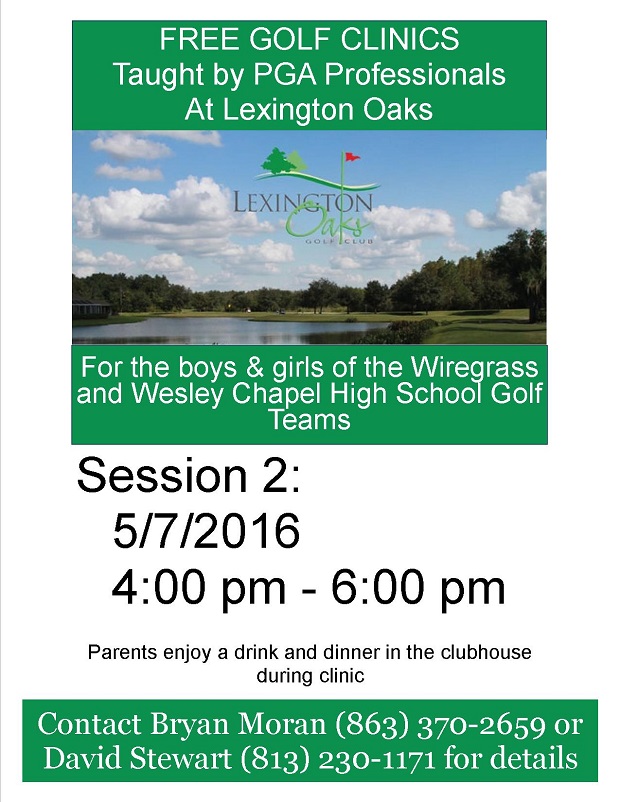 FREE GOLF CLINICS
Taught by PGA Professionals
At Lexington Oaks
LEXINGTON
Oaks
GOLF CLUB
For the boys & girls of the Wiregrass
and Wesley Chapel High School Golf
Teams
Session 2:
5/7/2016
4:00 pm - 6:00 pm
Parents enjoy a drink and dinner in the clubhouse
during clinic
Contact Bryan Moran (863) 370-2659 or
David Stewart (813) 230-1171 for details